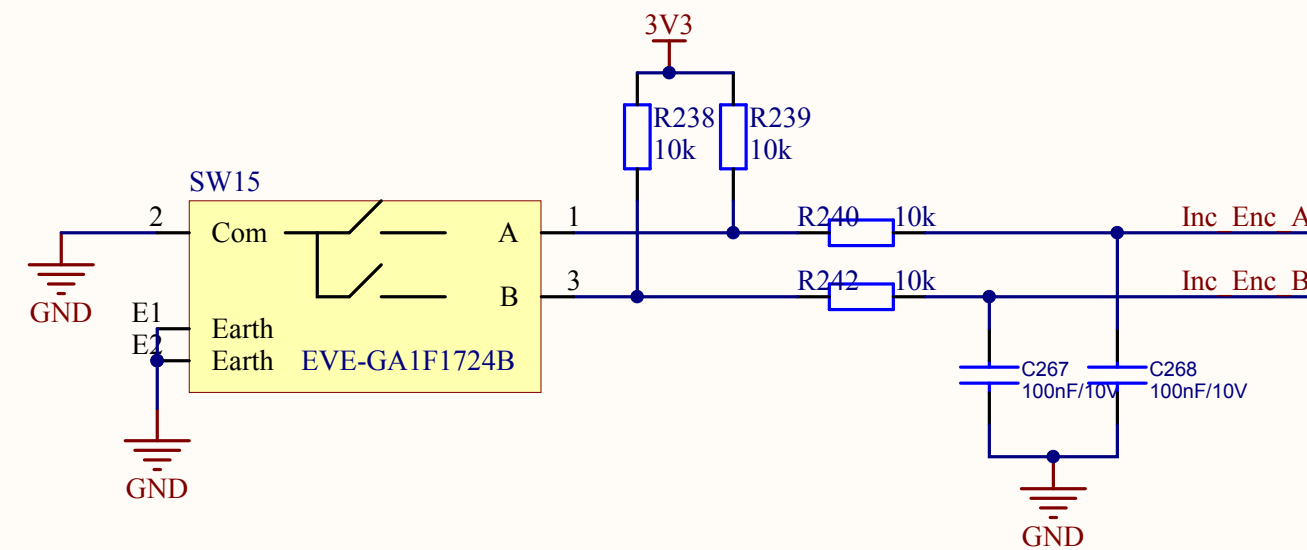 3V3
R238
10k
R239
10k
SW15
2
Com
A
1
R240
10k
Inc_Enc_A
B
3
R242
10k
Inc_Enc_B
GND
E1
Earth
E2
Earth
EVE-GA1F1724B
C267
100nF/10V
C268
100nF/10V
GND
GND